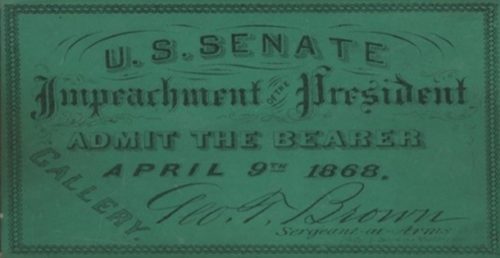 U.S. SENATE
Impeachment OF THE President
ADMIT THE BEARER
APRIL 9TH 1868.
GALLERY.
Geo. T. Brown
Sergeant-at-Arms